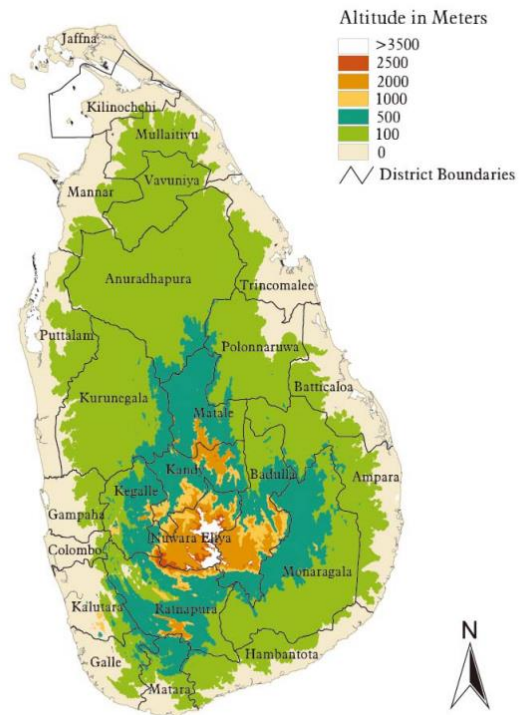 Altitude in Meters
>3500
2500
2000
1000
500
100
0
District Boundaries
Jaffna
Kilinochchi
Mullaitivu
Vavuniya
Mannar
Anuradhapura
Trincomalee
Puttalam
Polonnaruwa
Batticaloa
Kurunegala
Matale
Kandy
Badulla
Ampara
Kegalle
Gampaha
Nuwara Eliya
Colombo
Monaragala
Kalutara
Ratnapura
Hambantota
Galle
Matara
N